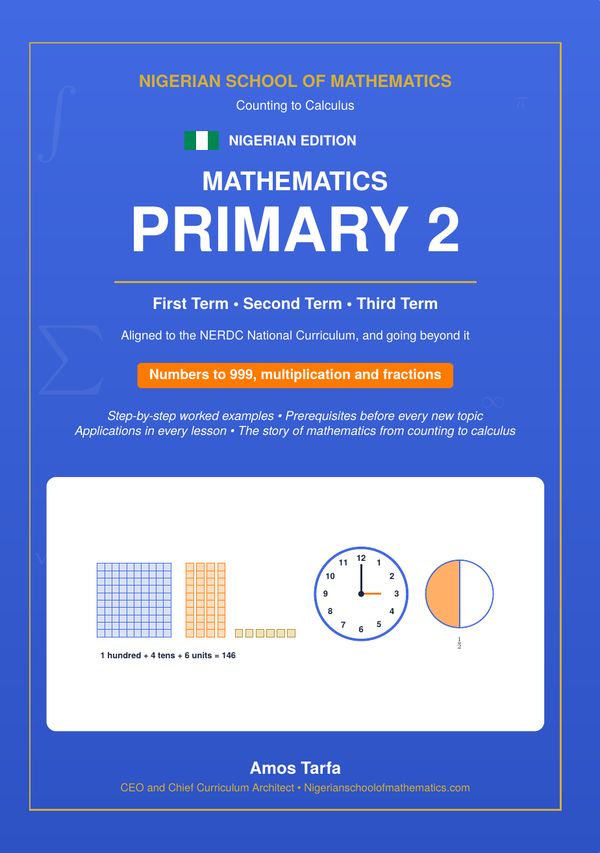 NIGERIAN SCHOOL OF MATHEMATICS
Counting to Calculus
NIGERIAN EDITION
MATHEMATICS
PRIMARY 2
First Term • Second Term • Third Term
Aligned to the NERDC National Curriculum, and going beyond it
Numbers to 999, multiplication and fractions
Step-by-step worked examples • Prerequisites before every new topic
Applications in every lesson • The story of mathematics from counting to calculus
12
11 1
10 2
9 3
8 4
7 5
6
1/2
1 hundred + 4 tens + 6 units = 146
Amos Tarfa
CEO and Chief Curriculum Architect • Nigerianschoolofmathematics.com